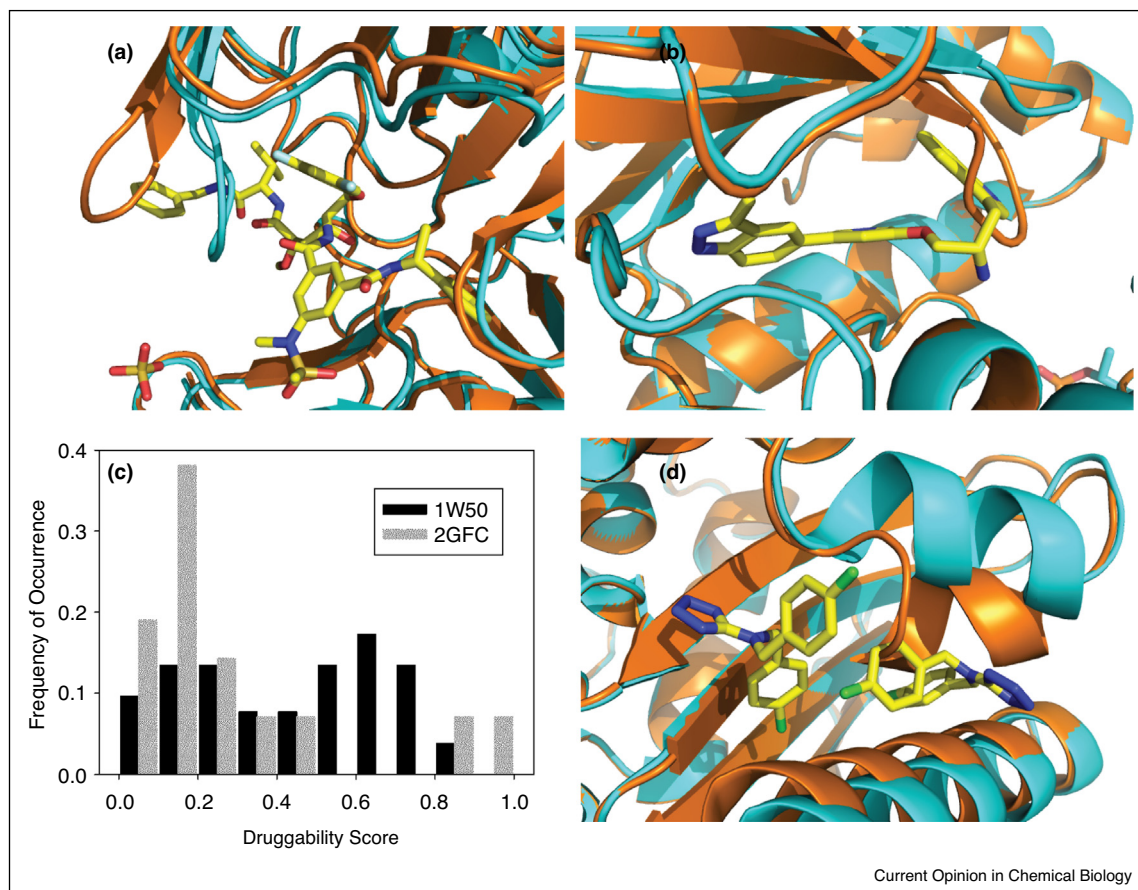 (a)
(b)
(c)
1W50
2GFC
Frequency of Occurrence
0.4
0.3
0.2
0.1
0.0
0.0 0.2 0.4 0.6 0.8 1.0
Druggability Score
(d)
Current Opinion in Chemical Biology